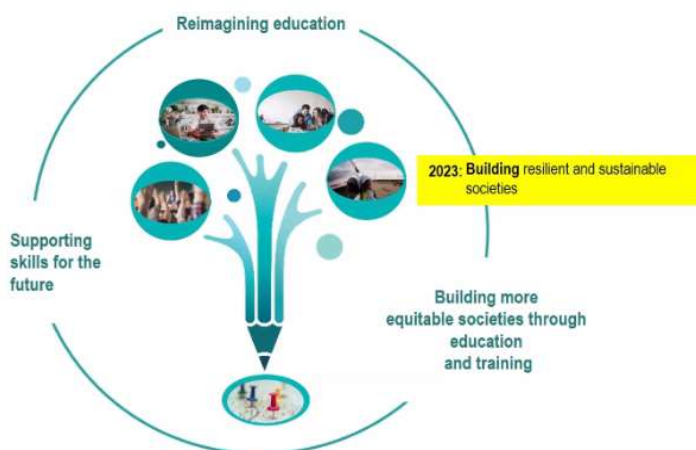 Reimagining education
2023: Building resilient and sustainable
societies
Supporting
skills for the
future
Building more
equitable societies through
education
and training